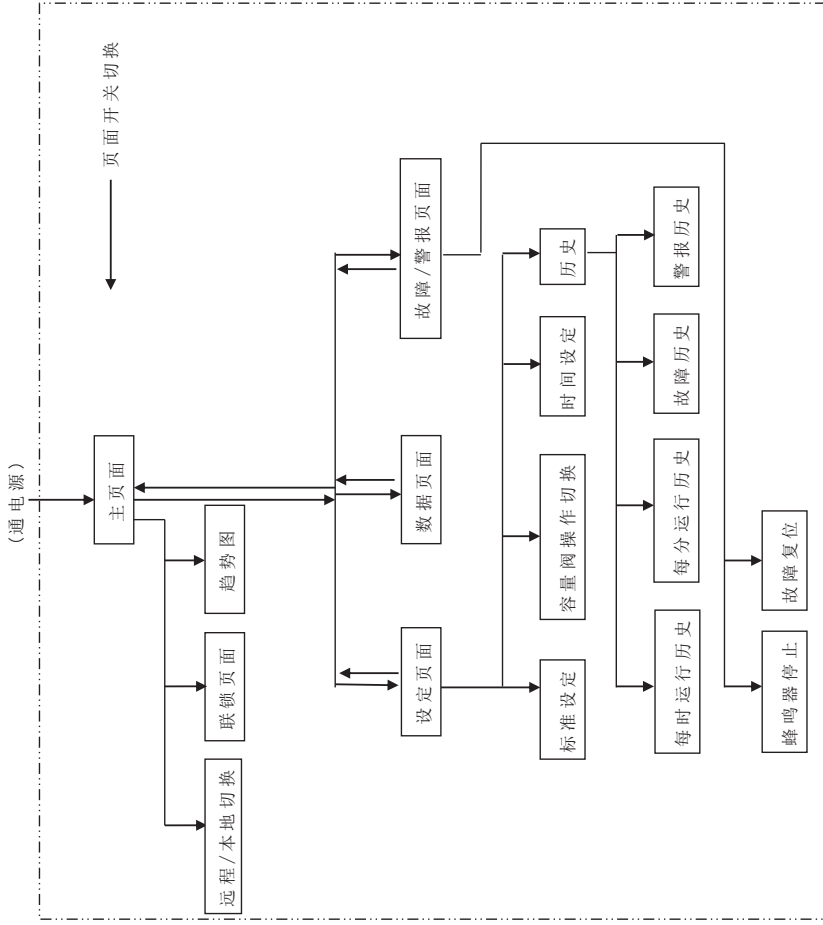 (通电源)
页面开关切换
主页面
远程/本地切换
联锁页面
趋势图
设定页面
数据页面
故障/警报页面
标准设定
容量阀操作切换
时间设定
历史
每时运行历史
每分运行历史
故障历史
警报历史
蜂鸣器停止
故障复位